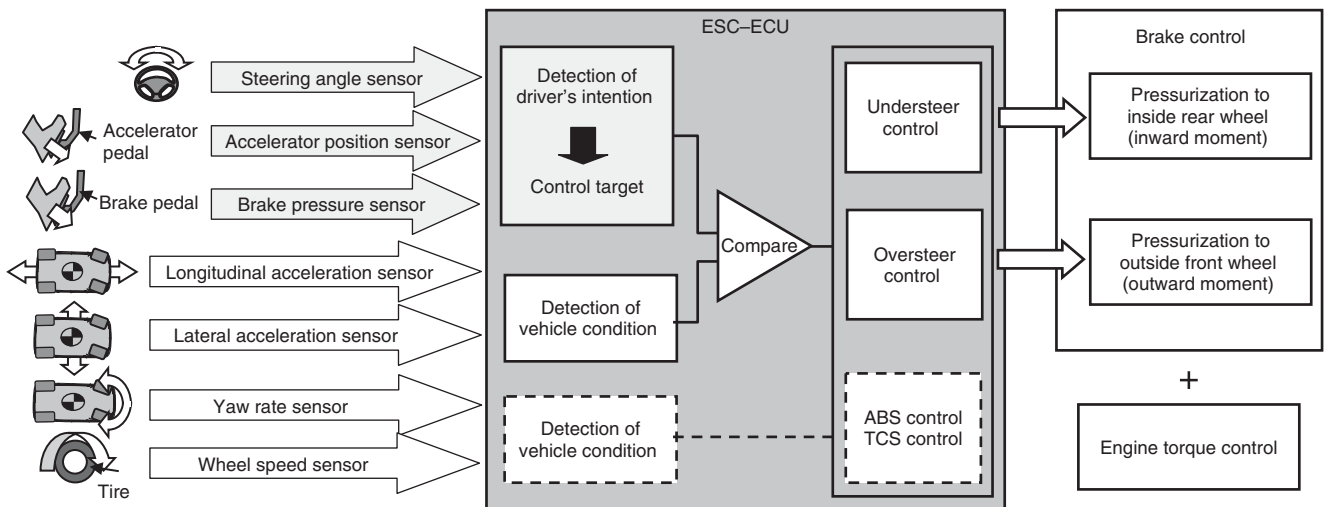 ESC–ECU
Brake control
Steering angle sensor
Accelerator
pedal
Accelerator position sensor
Brake pedal
Brake pressure sensor
Longitudinal acceleration sensor
Lateral acceleration sensor
Yaw rate sensor
Wheel speed sensor
Tire
Detection of
driver's intention
Control target
Detection of
vehicle condition
Detection of
vehicle condition
Compare
Understeer
control
Oversteer
control
ABS control
TCS control
Pressurization to
inside rear wheel
(inward moment)
Pressurization to
outside front wheel
(outward moment)
+
Engine torque control